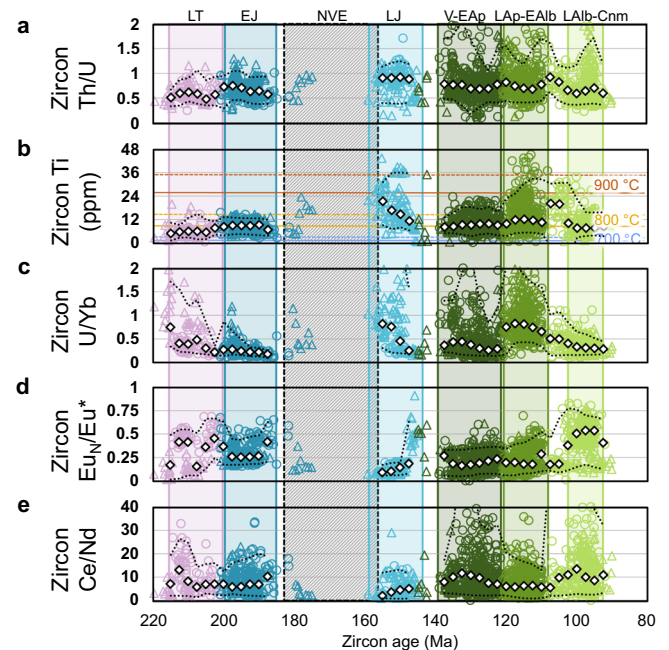 LT EJ NVE LJ V-EAp LAp-EAlb LAlb-Cnm
a
Zircon
Th/U
2
1.5
1
0.5
0
b
Zircon Ti
(ppm)
48
36
24
12
0
900 °C
800 °C
700 °C
c
Zircon
U/Yb
2
1.5
1
0.5
0
d
Zircon
EuN/Eu*
1
0.75
0.5
0.25
0
e
Zircon
Ce/Nd
40
30
20
10
0
220 200 180 160 140 120 100 80
Zircon age (Ma)